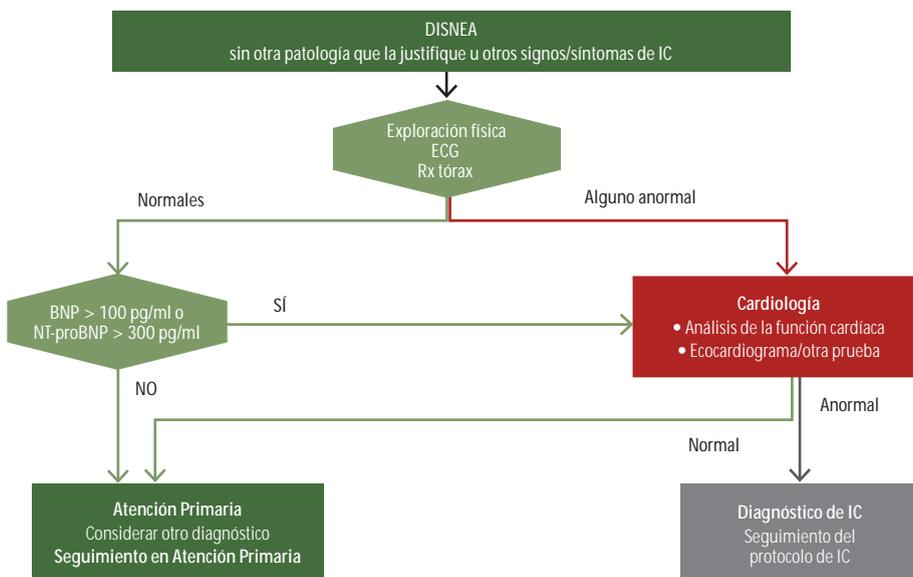 DISNEA
sin otra patología que la justifique u otros signos/síntomas de IC
Exploración física
ECG
Rx tórax
Normales
Alguno anormal
BNP > 100 pg/ml o
NT-proBNP > 300 pg/ml
SÍ
Cardiología
• Análisis de la función cardíaca
• Ecocardiograma/otra prueba
NO
Anormal
Normal
Atención Primaria
Considerar otro diagnóstico
Seguimiento en Atención Primaria
Diagnóstico de IC
Seguimiento del
protocolo de IC